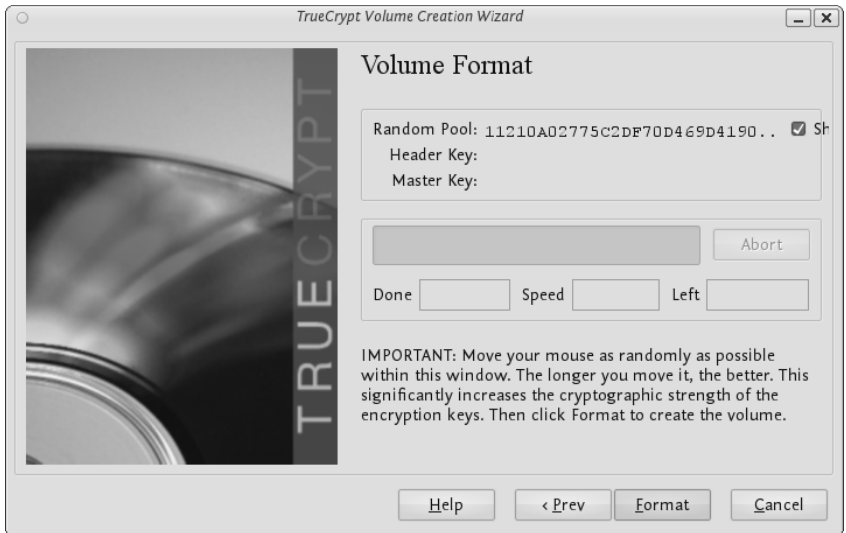 TrueCrypt Volume Creation Wizard
TRUECRYPT
Volume Format
Random Pool: 11210A02775C2DF70D469D4190.. Sh
Header Key:
Master Key:
Abort
Done Speed Left
IMPORTANT: Move your mouse as randomly as possible
within this window. The longer you move it, the better. This
significantly increases the cryptographic strength of the
encryption keys. Then click Format to create the volume.
Help < Prev Format Cancel